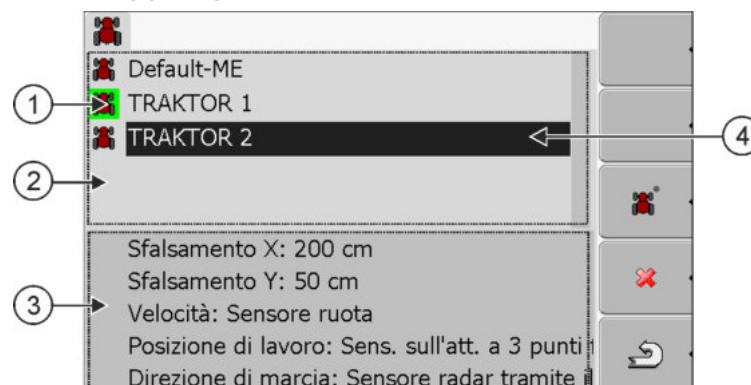 Default-ME
1
TRAKTOR 1
TRAKTOR 2
4
2
Sfalsamento X: 200 cm
Sfalsamento Y: 50 cm
3
Velocità: Sensore ruota
Posizione di lavoro: Sens. sull'att. a 3 punti
Direzione di marcia: Sensore radar tramite